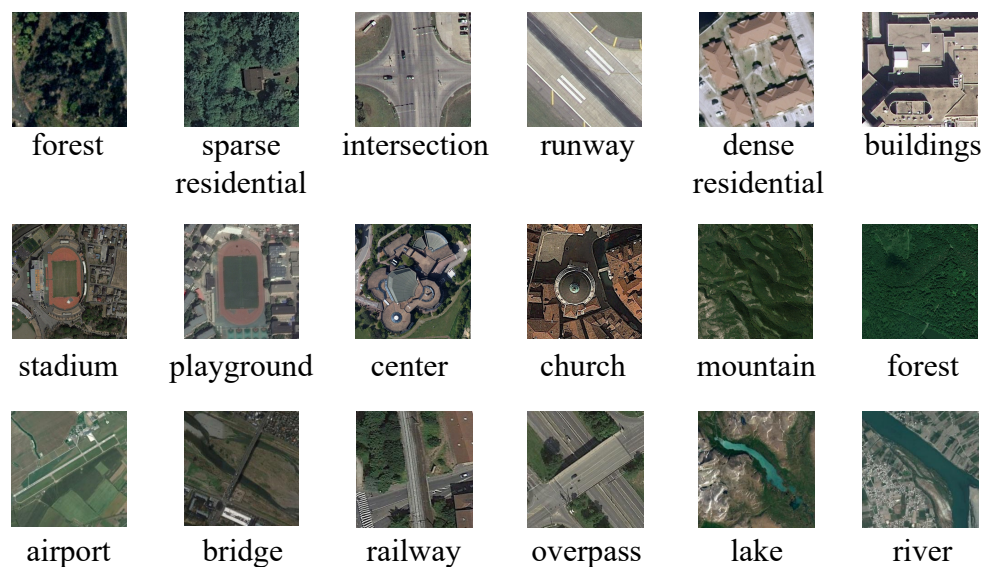 forest
sparse
residential
intersection
runway
dense
residential
buildings
stadium
playground
center
church
mountain
forest
airport
bridge
railway
overpass
lake
river